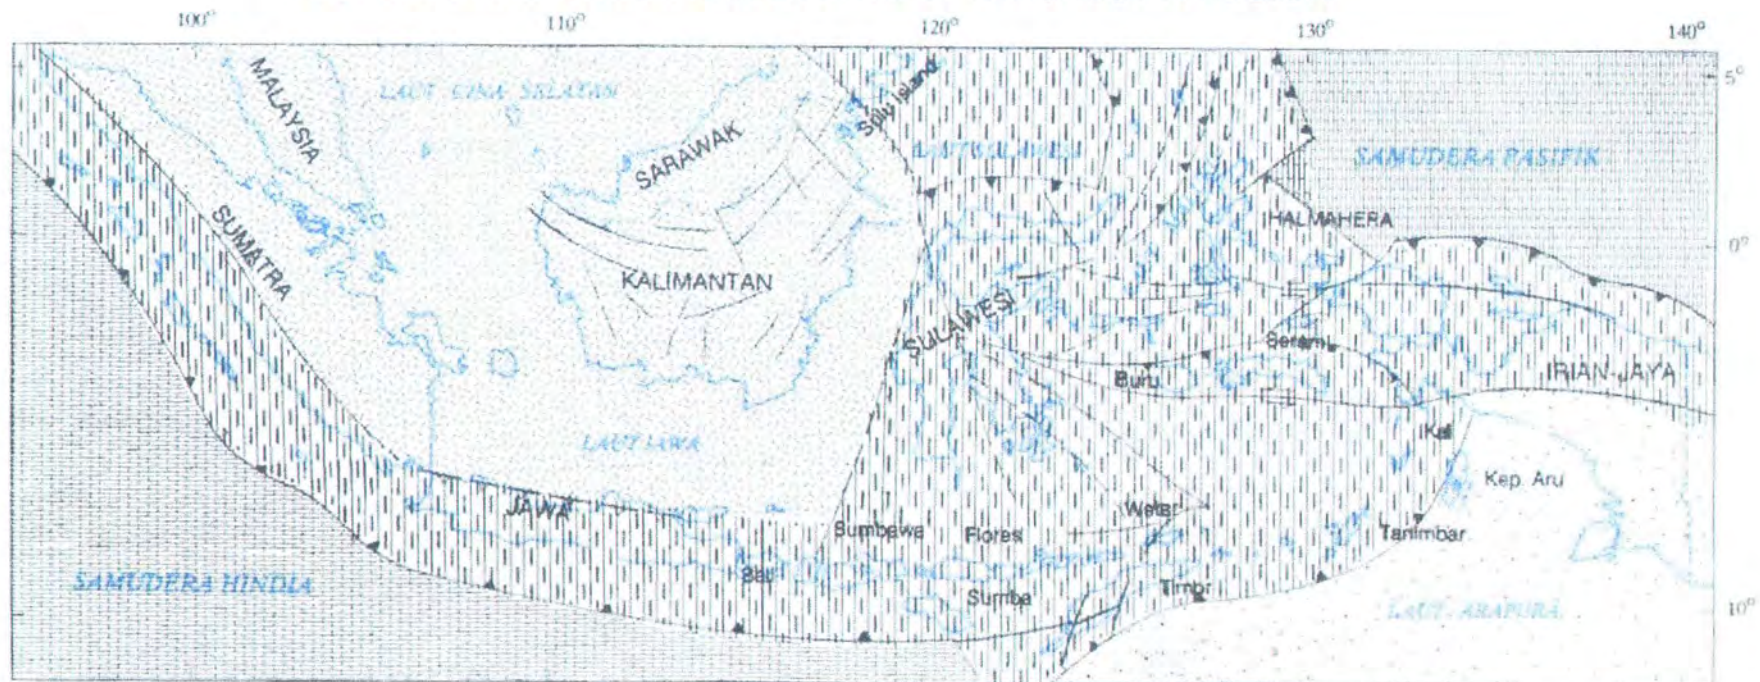 100°
110°
120°
130°
140°
5°
MALAYSIA
LAUT CINA SELATAN
Sulu Island
SARAWAK
SAMUDERA PASIFIK
HALMAHERA
0°
SUMATRA
KALIMANTAN
SULAWESI
Seram
Buru
IRIAN-JAYA
LAUT JAWA
Kai
Kep. Aru
JAWA
Wetar
Sumbawa
Flores
Tanimbar
SAMUDERA HINDIA
Bali
Sumba
Timor
LAUT ARAFURA
10°